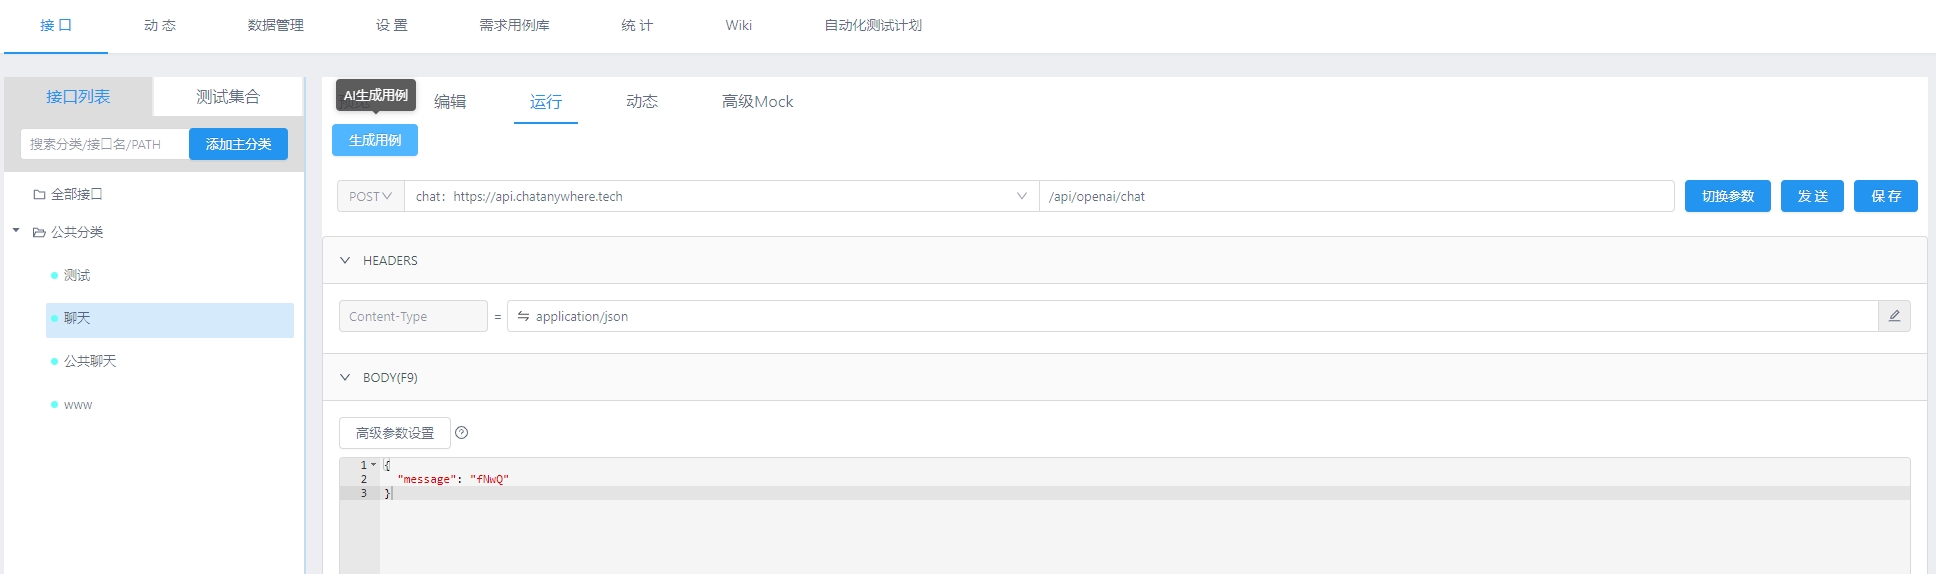 接 口 动 态 数据管理 设 置 需求用例库 统 计 Wiki 自动化测试计划
接口列表 测试集合
搜索分类/接口名/PATH 添加主分类
全部接口
公共分类
测试
聊天
公共聊天
www
AI生成用例
编辑 运行 动态 高级Mock
生成用例
POST chat：https://api.chatanywhere.tech /api/openai/chat 切换参数 发 送 保 存
HEADERS
Content-Type = application/json
BODY(F9)
高级参数设置
1 {
2 "message": "fNwQ"
3 }